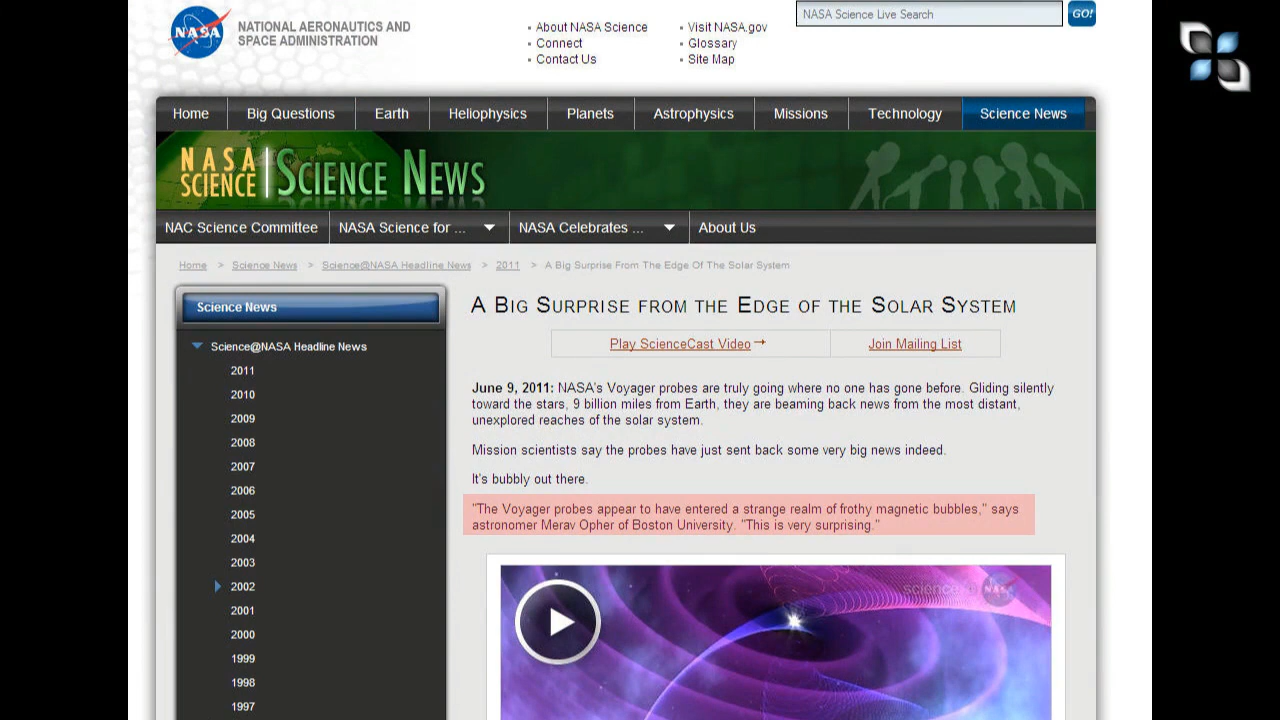 NASA
NATIONAL AERONAUTICS AND
SPACE ADMINISTRATION
About NASA Science
Connect
Contact Us
Visit NASA.gov
Glossary
Site Map
NASA Science Live Search
GO!
Home
Big Questions
Earth
Heliophysics
Planets
Astrophysics
Missions
Technology
Science News
NASA
SCIENCE
SCIENCE NEWS
NAC Science Committee
NASA Science for ...
NASA Celebrates ...
About Us
Home > Science News > Science@NASA Headline News > 2011 > A Big Surprise From The Edge Of The Solar System
Science News
Science@NASA Headline News
2011
2010
2009
2008
2007
2006
2005
2004
2003
2002
2001
2000
1999
1998
1997
A BIG SURPRISE FROM THE EDGE OF THE SOLAR SYSTEM
Play ScienceCast Video
Join Mailing List
June 9, 2011: NASA's Voyager probes are truly going where no one has gone before. Gliding silently
toward the stars, 9 billion miles from Earth, they are beaming back news from the most distant,
unexplored reaches of the solar system.
Mission scientists say the probes have just sent back some very big news indeed.
It's bubbly out there.
"The Voyager probes appear to have entered a strange realm of frothy magnetic bubbles," says
astronomer Merav Opher of Boston University. "This is very surprising."